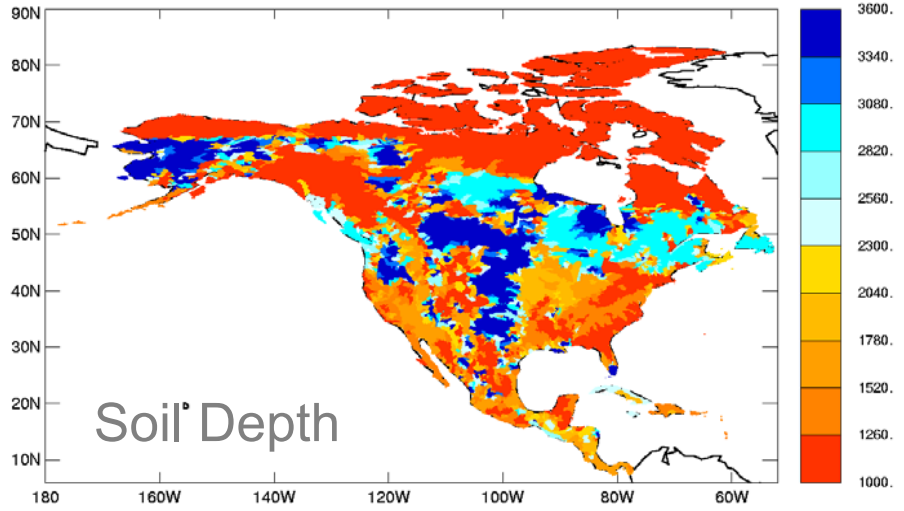 90N
80N
70N
60N
50N
40N
30N
20N
10N
180
160W
140W
120W
100W
80W
60W
Soil Depth
3600.
3340.
3080.
2820.
2560.
2300.
2040.
1780.
1520.
1260.
1000.